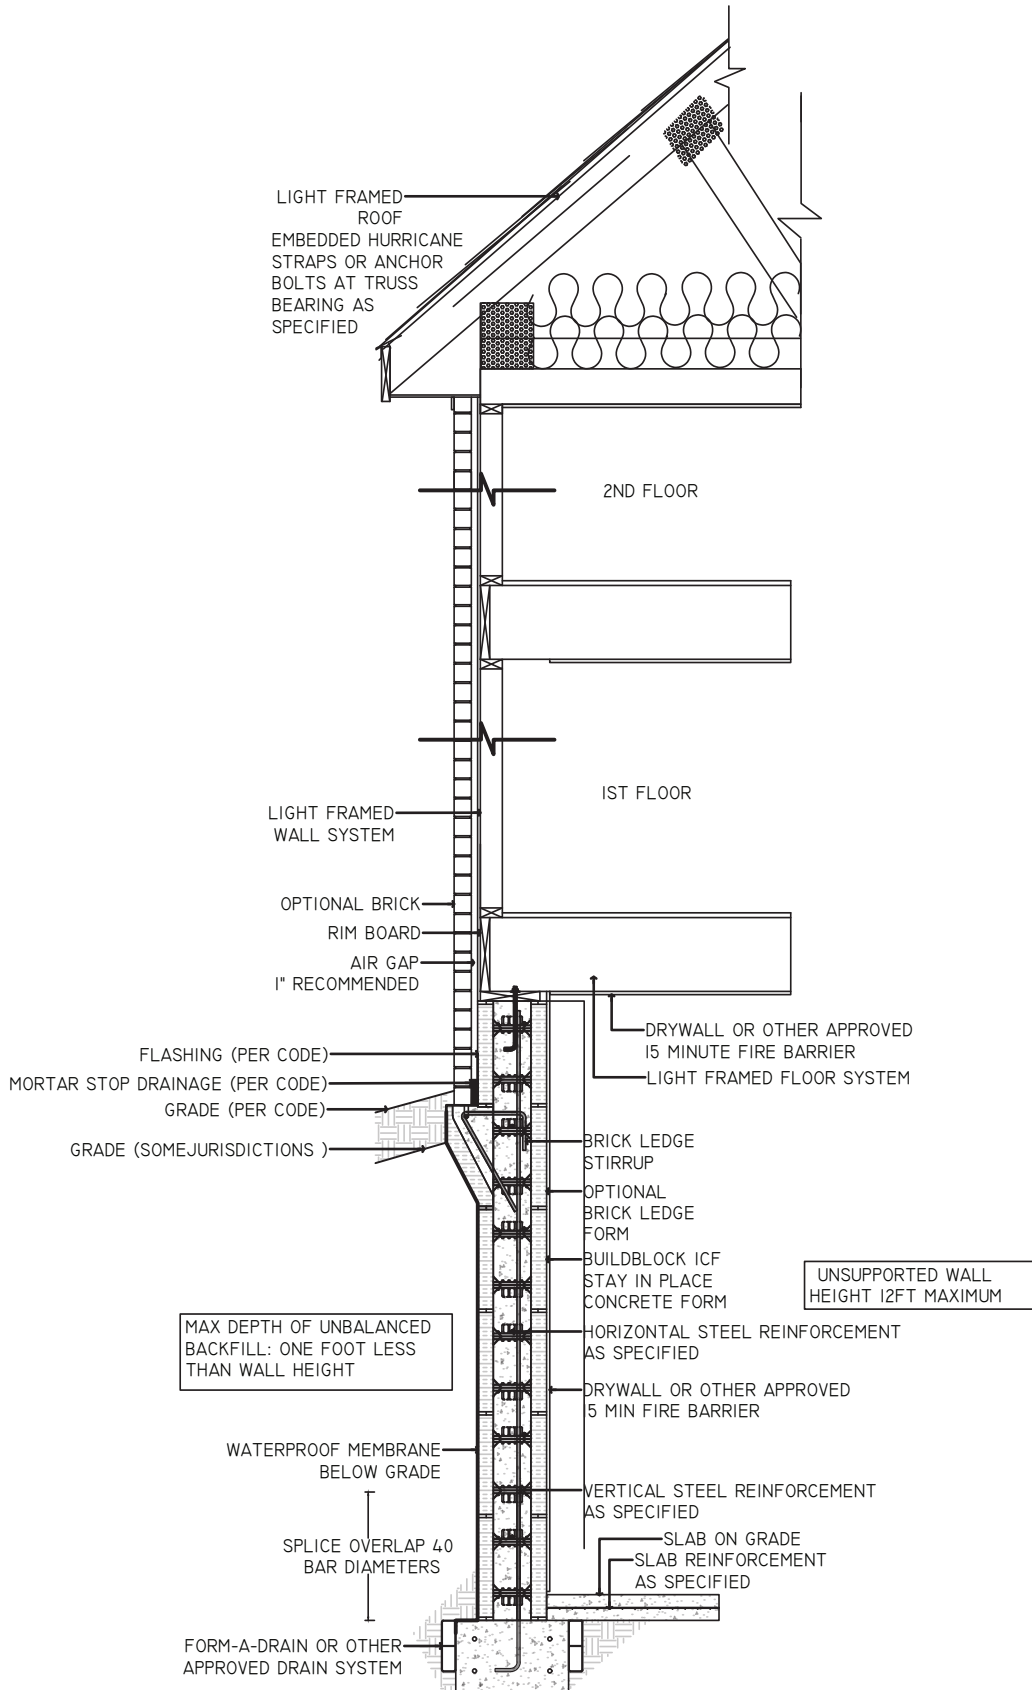 LIGHT FRAMED
ROOF
EMBEDDED HURRICANE
STRAPS OR ANCHOR
BOLTS AT TRUSS
BEARING AS
SPECIFIED
2ND FLOOR
1ST FLOOR
LIGHT FRAMED
WALL SYSTEM
OPTIONAL BRICK
RIM BOARD
AIR GAP
1" RECOMMENDED
DRYWALL OR OTHER APPROVED
15 MINUTE FIRE BARRIER
LIGHT FRAMED FLOOR SYSTEM
FLASHING (PER CODE)
MORTAR STOP DRAINAGE (PER CODE)
GRADE (PER CODE)
GRADE (SOMEJURISDICTIONS )
BRICK LEDGE
STIRRUP
OPTIONAL
BRICK LEDGE
FORM
BUILDBLOCK ICF
STAY IN PLACE
CONCRETE FORM
UNSUPPORTED WALL
HEIGHT 12FT MAXIMUM
MAX DEPTH OF UNBALANCED
BACKFILL: ONE FOOT LESS
THAN WALL HEIGHT
HORIZONTAL STEEL REINFORCEMENT
AS SPECIFIED
DRYWALL OR OTHER APPROVED
15 MIN FIRE BARRIER
WATERPROOF MEMBRANE
BELOW GRADE
VERTICAL STEEL REINFORCEMENT
AS SPECIFIED
SPLICE OVERLAP 40
BAR DIAMETERS
SLAB ON GRADE
SLAB REINFORCEMENT
AS SPECIFIED
FORM-A-DRAIN OR OTHER
APPROVED DRAIN SYSTEM